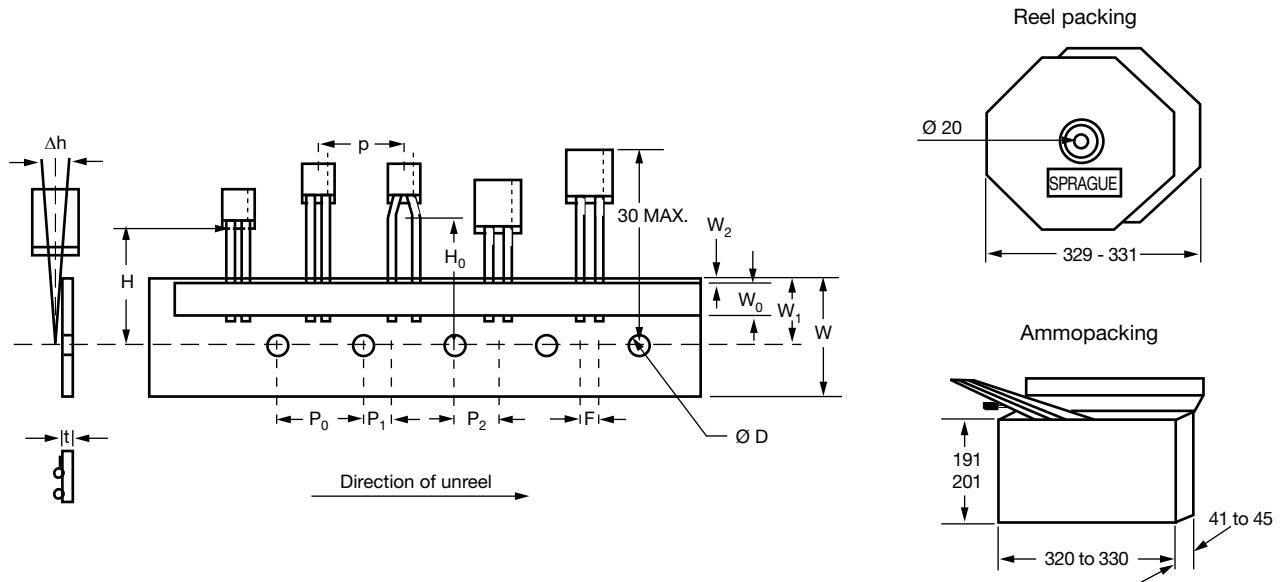 Reel packing
Δh
p
Ø 20
SPRAGUE
30 MAX.
W₂
H
H₀
W₀
W₁
W
329 - 331
Ammopacking
P₀
P₁
P₂
F
Ø D
t
Direction of unreel
191
201
41 to 45
320 to 330